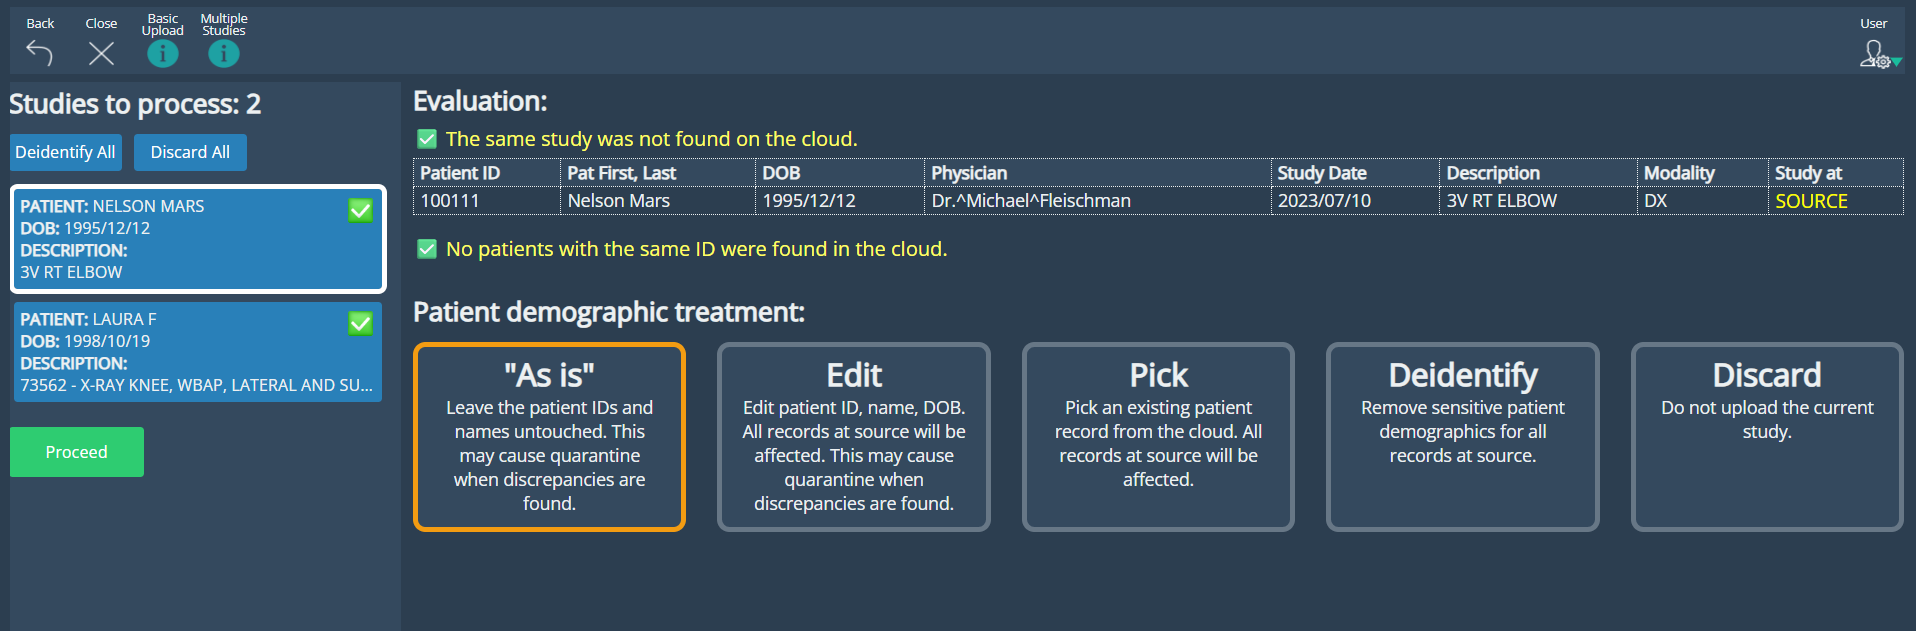 Back
Close
Basic
Upload
Multiple
Studies
User
Studies to process: 2
Deidentify All
Discard All
PATIENT: NELSON MARS
DOB: 1995/12/12
DESCRIPTION:
3V RT ELBOW
PATIENT: LAURA F
DOB: 1998/10/19
DESCRIPTION:
73562 - X-RAY KNEE, WBAP, LATERAL AND SU...
Proceed
Evaluation:
The same study was not found on the cloud.
Patient ID Pat First, Last DOB Physician Study Date Description Modality Study at
100111 Nelson Mars 1995/12/12 Dr.^Michael^Fleischman 2023/07/10 3V RT ELBOW DX SOURCE
No patients with the same ID were found in the cloud.
Patient demographic treatment:
"As is"
Leave the patient IDs and
names untouched. This
may cause quarantine
when discrepancies are
found.
Edit
Edit patient ID, name, DOB.
All records at source will be
affected. This may cause
quarantine when
discrepancies are found.
Pick
Pick an existing patient
record from the cloud. All
records at source will be
affected.
Deidentify
Remove sensitive patient
demographics for all
records at source.
Discard
Do not upload the current
study.